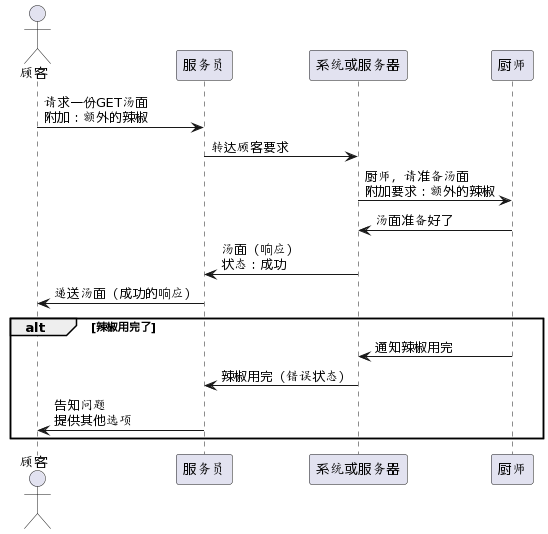 顾客
服务员
系统或服务器
厨师
请求一份GET汤面
附加：额外的辣椒
转达顾客要求
厨师，请准备汤面
附加要求：额外的辣椒
汤面准备好了
汤面（响应）
状态：成功
递送汤面（成功的响应）
alt
[辣椒用完了]
通知辣椒用完
辣椒用完（错误状态）
告知问题
提供其他选项
顾客
服务员
系统或服务器
厨师